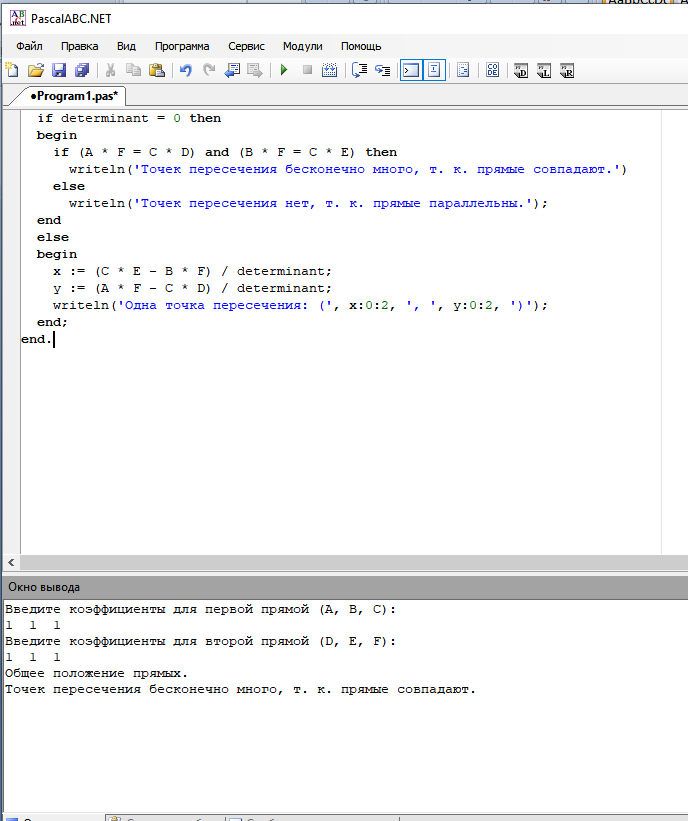 PascalABC.NET
Файл Правка Вид Программа Сервис Модули Помощь
•Program1.pas*
if determinant = 0 then
begin
if (A * F = C * D) and (B * F = C * E) then
writeln('Точек пересечения бесконечно много, т. к. прямые совпадают.')
else
writeln('Точек пересечения нет, т. к. прямые параллельны.');
end
else
begin
x := (C * E - B * F) / determinant;
y := (A * F - C * D) / determinant;
writeln('Одна точка пересечения: (', x:0:2, ', ', y:0:2, ')');
end;
end.
Окно вывода
Введите коэффициенты для первой прямой (A, B, C):
1 1 1
Введите коэффициенты для второй прямой (D, E, F):
1 1 1
Общее положение прямых.
Точек пересечения бесконечно много, т. к. прямые совпадают.